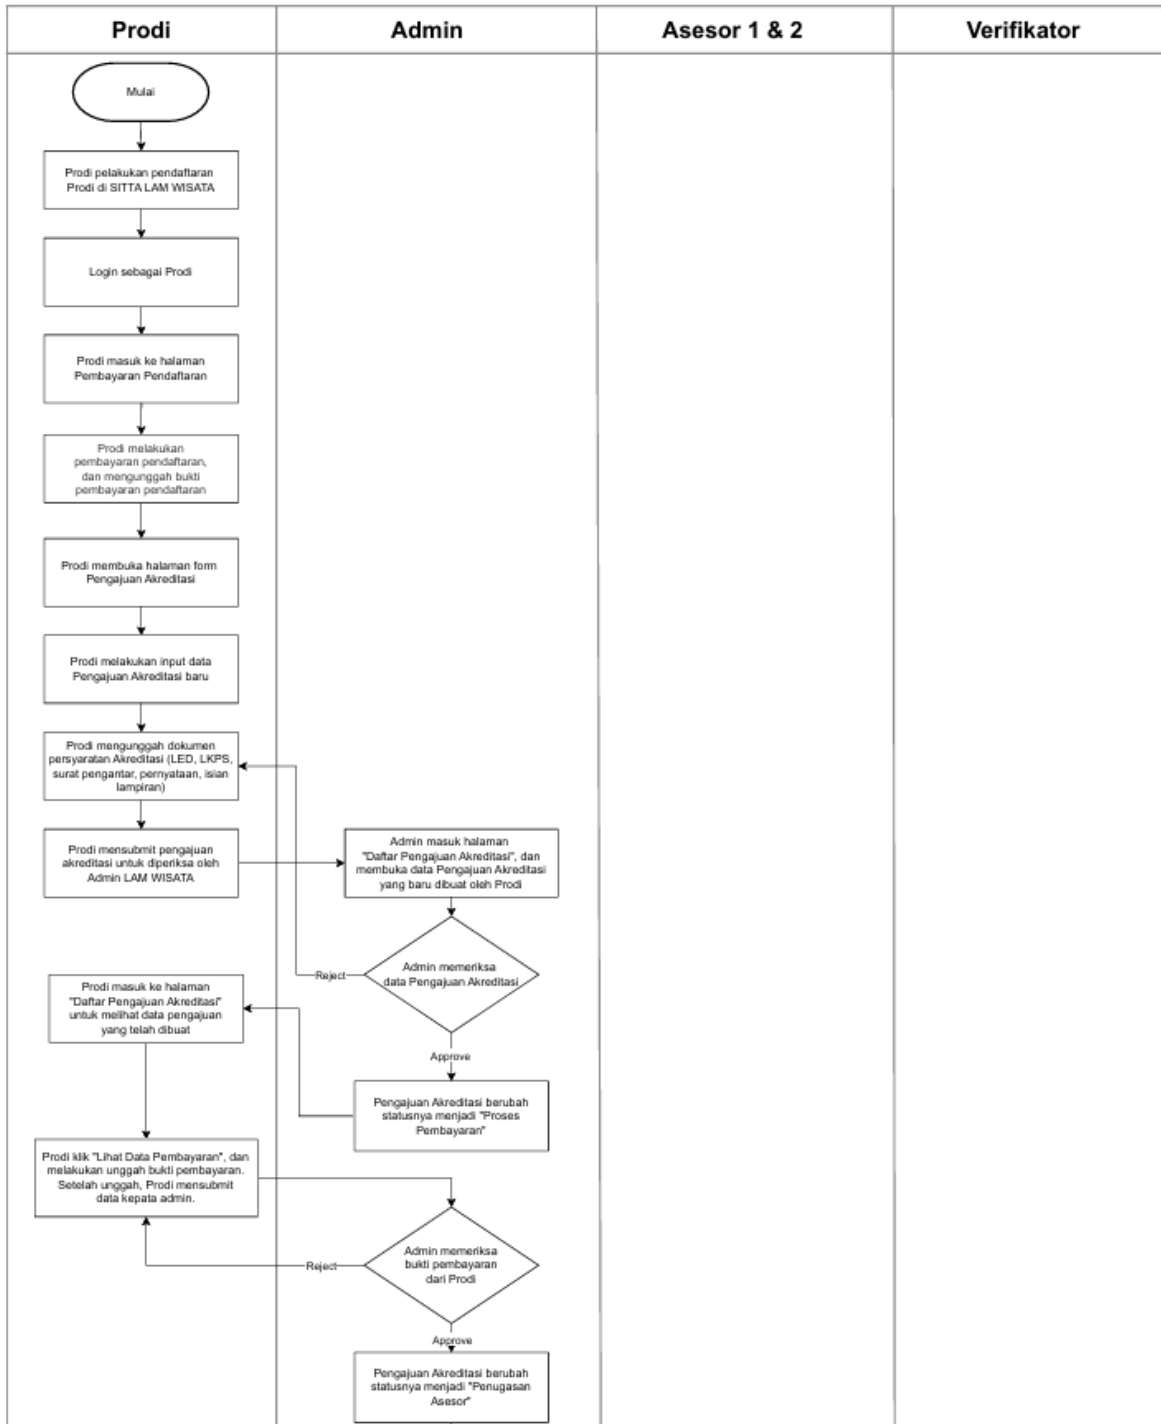 Prodi
Admin
Asesor 1 & 2
Verifikator
Mulai
Prodi pelakukan pendaftaran
Prodi di SITTA LAM WISATA
Login sebagai Prodi
Prodi masuk ke halaman
Pembayaran Pendaftaran
Prodi melakukan
pembayaran pendaftaran,
dan mengunggah bukti
pembayaran pendaftaran
Prodi membuka halaman form
Pengajuan Akreditasi
Prodi melakukan input data
Pengajuan Akreditasi baru
Prodi mengunggah dokumen
persyaratan Akreditasi (LED, LKPS,
surat pengantar, pernyataan, isian
lampiran)
Prodi mensubmit pengajuan
akreditasi untuk diperiksa oleh
Admin LAM WISATA
Admin masuk halaman
"Daftar Pengajuan Akreditasi", dan
membuka data Pengajuan Akreditasi
yang baru dibuat oleh Prodi
Admin memeriksa
data Pengajuan Akreditasi
Reject
Approve
Prodi masuk ke halaman
"Daftar Pengajuan Akreditasi"
untuk melihat data pengajuan
yang telah dibuat
Pengajuan Akreditasi berubah
statusnya menjadi "Proses
Pembayaran"
Prodi klik "Lihat Data Pembayaran", dan
melakukan unggah bukti pembayaran.
Setelah unggah, Prodi mensubmit
data kepata admin.
Admin memeriksa
bukti pembayaran
dari Prodi
Reject
Approve
Pengajuan Akreditasi berubah
statusnya menjadi "Penugasan
Asesor"